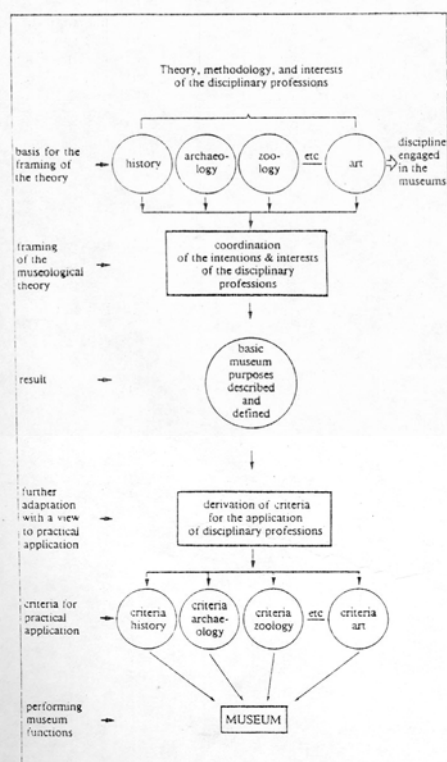 Theory, methodology, and interests
of the disciplinary professions
basis for the
framing of
the theory
history
archaeo-
logy
zoo-
logy
etc
art
discipline
engaged
in the
museums
framing
of the
museological
theory
coordination
of the intentions & interests
of the disciplinary
professions
result
basic
museum
purposes
described
and
defined
further
adaptation
with a view
to practical
application
derivation of criteria
for the application
of disciplinary professions
criteria for
practical
application
criteria
history
criteria
archaeo-
logy
criteria
zoology
etc
criteria
art
performing
museum
functions
MUSEUM